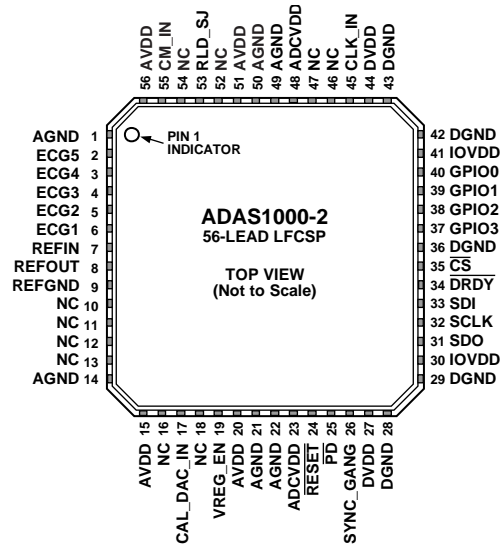 56 AVDD
55 CM_IN
54 NC
53 RLD_SJ
52 NC
51 AVDD
50 AGND
49 AGND
48 ADCVDD
47 NC
46 NC
45 CLK_IN
44 DVDD
43 DGND
AGND 1
ECG5 2
ECG4 3
ECG3 4
ECG2 5
ECG1 6
REFIN 7
REFOUT 8
REFGND 9
NC 10
NC 11
NC 12
NC 13
AGND 14
PIN 1
INDICATOR
ADAS1000-2
56-LEAD LFCSP
TOP VIEW
(Not to Scale)
42 DGND
41 IOVDD
40 GPIO0
39 GPIO1
38 GPIO2
37 GPIO3
36 DGND
35 CS
34 DRDY
33 SDI
32 SCLK
31 SDO
30 IOVDD
29 DGND
AVDD 15
NC 16
CAL_DAC_IN 17
NC 18
VREG_EN 19
AVDD 20
AGND 21
AGND 22
ADCVDD 23
RESET 24
PD 25
SYNC_GANG 26
DVDD 27
DGND 28